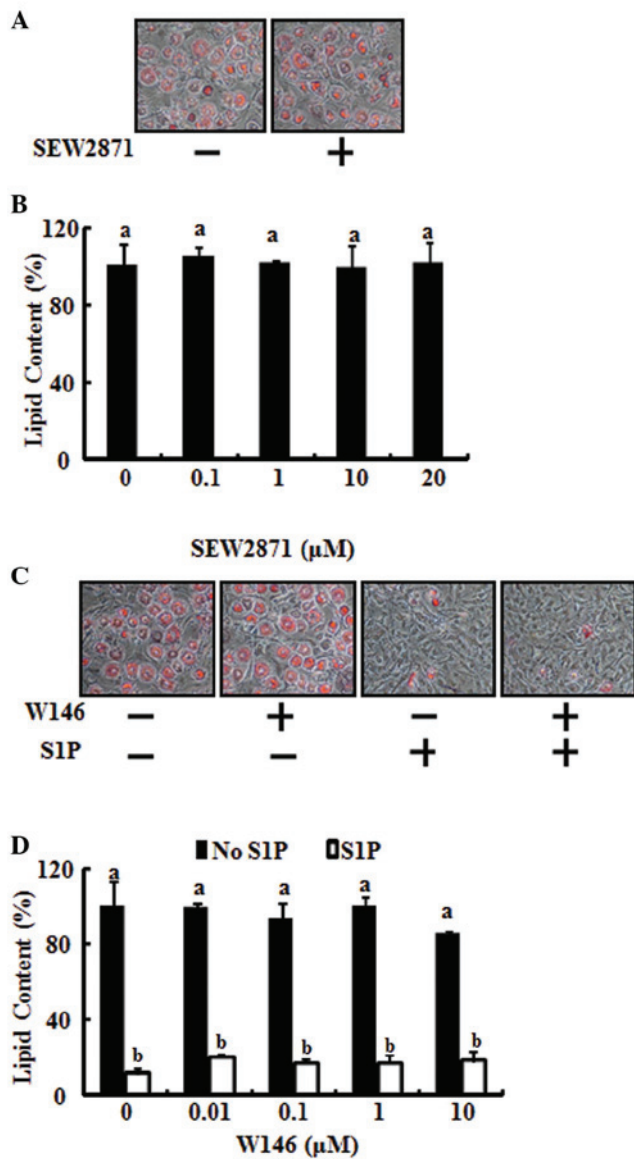 A
SEW2871 − +
B
Lipid Content (%)
120
80
40
0
a a a a a
0 0.1 1 10 20
SEW2871 (μM)
C
W146 − + − +
S1P − − + +
D
No S1P S1P
Lipid Content (%)
120
80
40
0
a a a a a
b b b b b
0 0.01 0.1 1 10
W146 (μM)